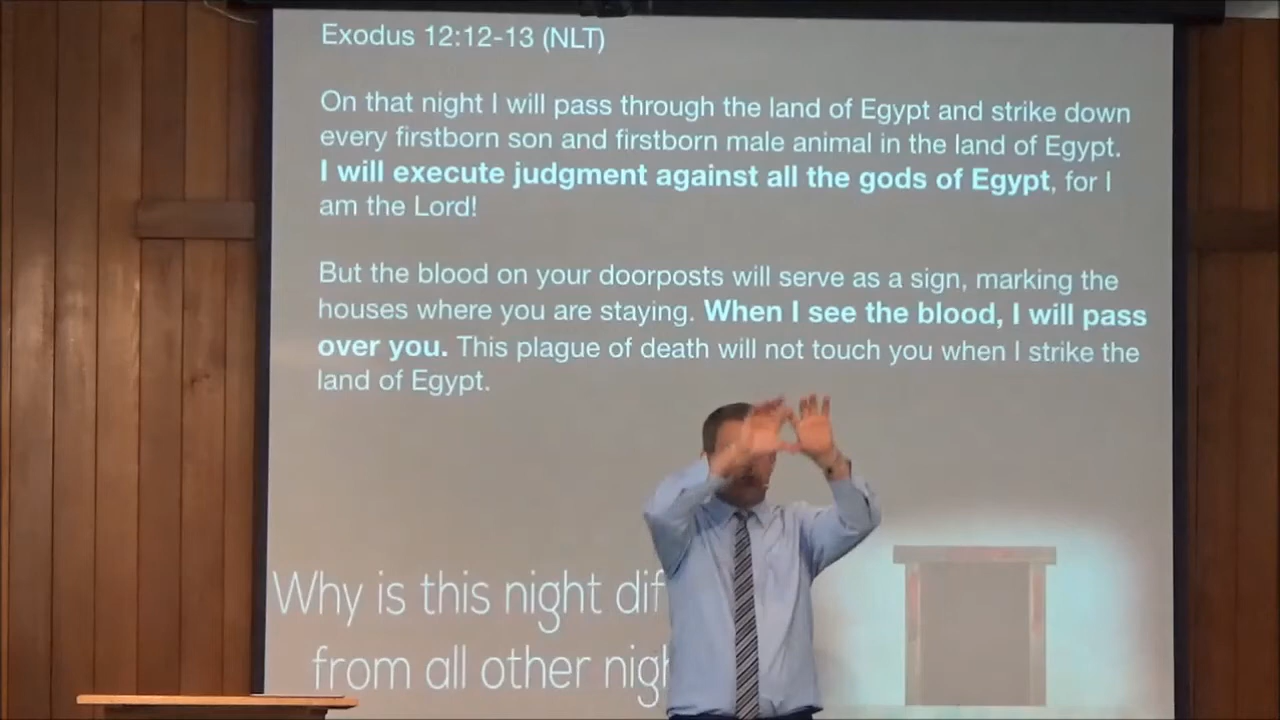 Exodus 12:12-13 (NLT)
On that night I will pass through the land of Egypt and strike down
every firstborn son and firstborn male animal in the land of Egypt.
I will execute judgment against all the gods of Egypt, for I
am the Lord!
But the blood on your doorposts will serve as a sign, marking the
houses where you are staying. When I see the blood, I will pass
over you. This plague of death will not touch you when I strike the
land of Egypt.
Why is this night
from all other